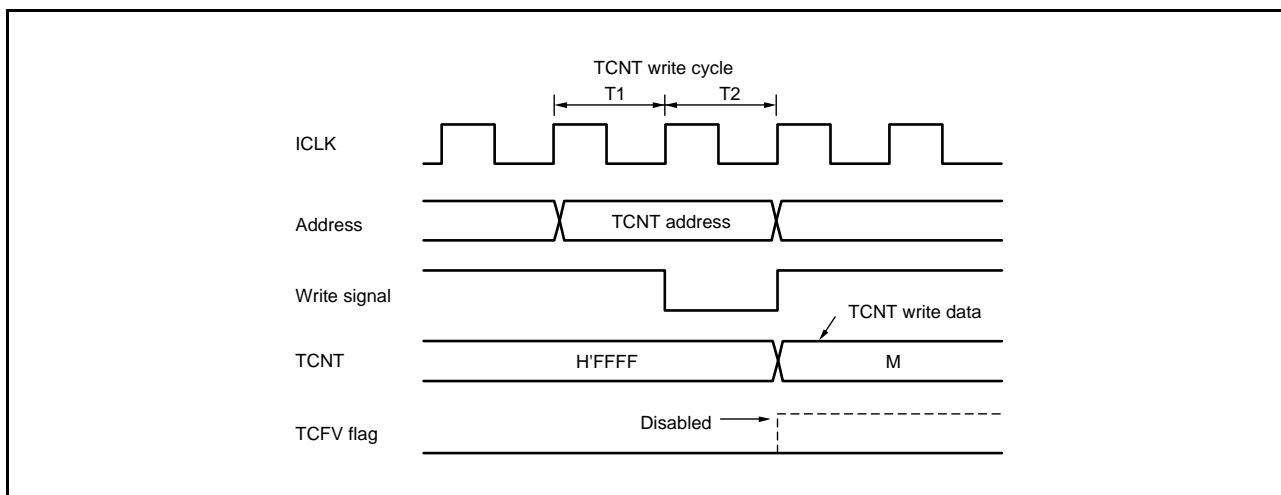 TCNT write cycle
T1 T2
ICLK
Address TCNT address
Write signal
TCNT write data
TCNT H'FFFF M
Disabled
TCFV flag